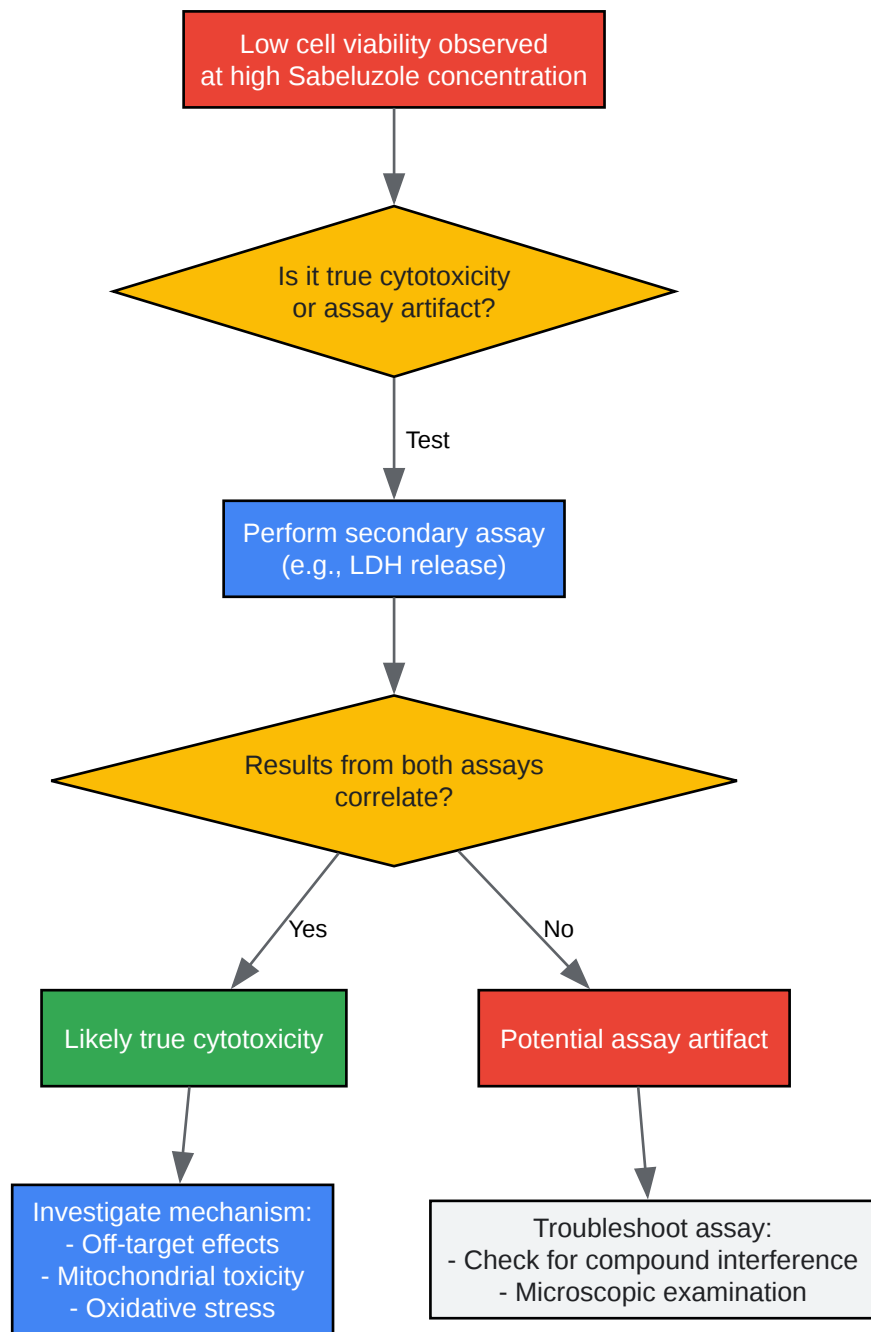 Low cell viability observed
at high Sabeluzole concentration
Is it true cytotoxicity
or assay artifact?
Test
Perform secondary assay
(e.g., LDH release)
Results from both assays
correlate?
Yes
No
Likely true cytotoxicity
Potential assay artifact
Investigate mechanism:
- Off-target effects
- Mitochondrial toxicity
- Oxidative stress
Troubleshoot assay:
- Check for compound interference
- Microscopic examination